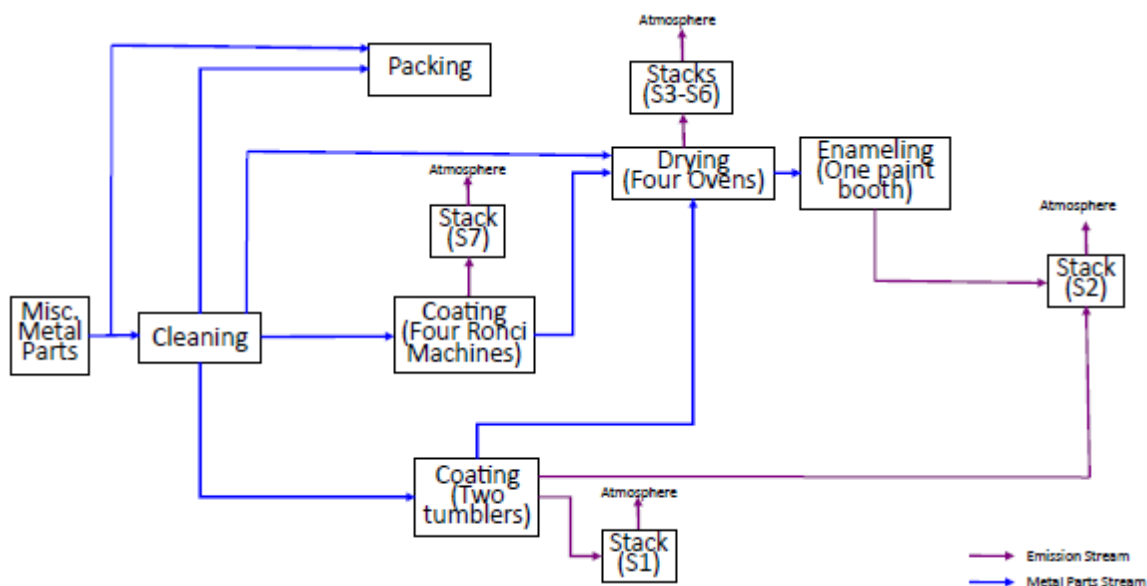 Atmosphere
Packing
Stacks
(S3-S6)
Drying
(Four Ovens)
Enameling
(One paint
booth)
Atmosphere
Stack
(S7)
Atmosphere
Stack
(S2)
Misc.
Metal
Parts
Cleaning
Coating
(Four Ronci
Machines)
Coating
(Two
tumblers)
Atmosphere
Stack
(S1)
Emission Stream
Metal Parts Stream